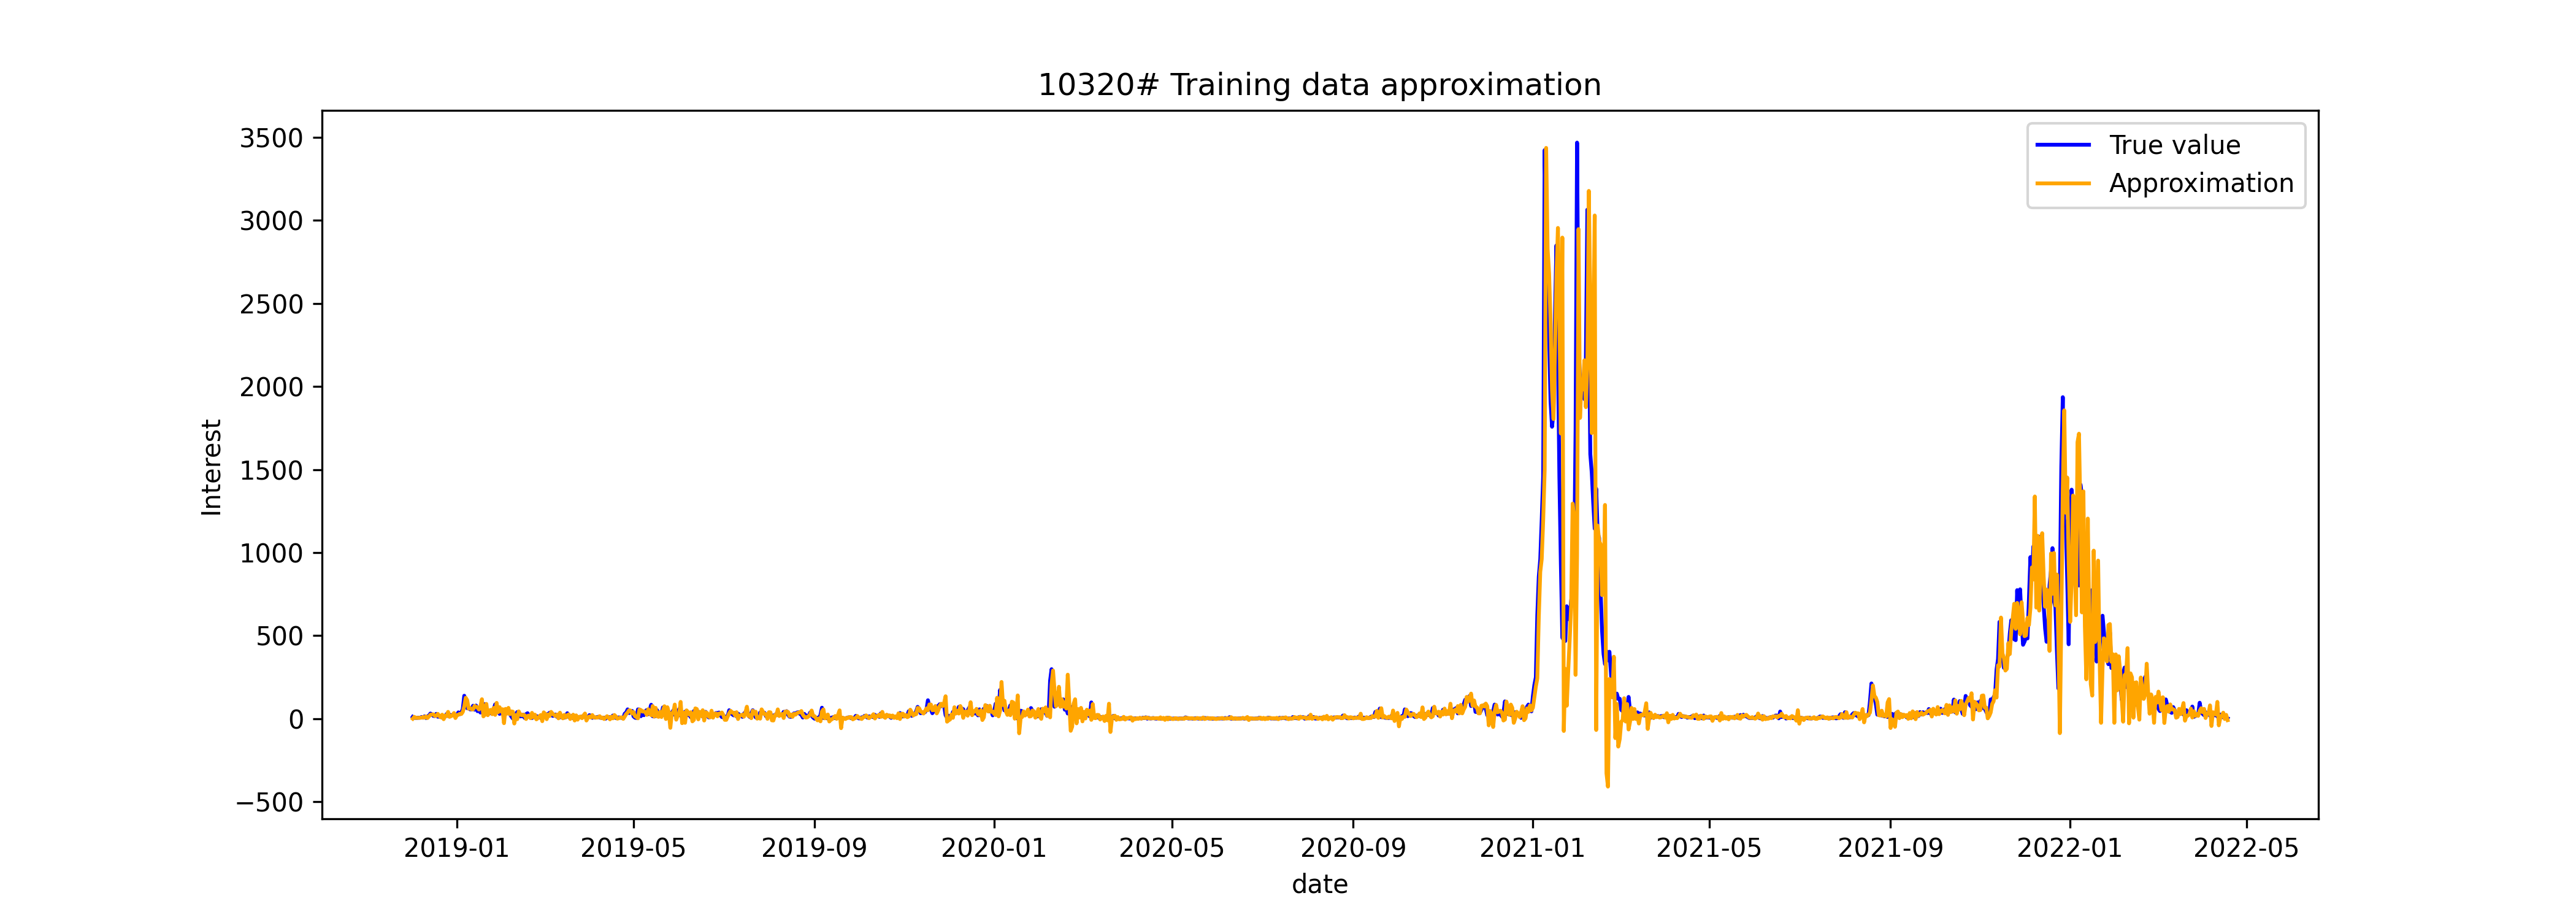 10320# Training data approximation
True value
Approximation
3500
3000
2500
2000
1500
1000
500
0
−500
Interest
2019-01 2019-05 2019-09 2020-01 2020-05 2020-09 2021-01 2021-05 2021-09 2022-01 2022-05
date